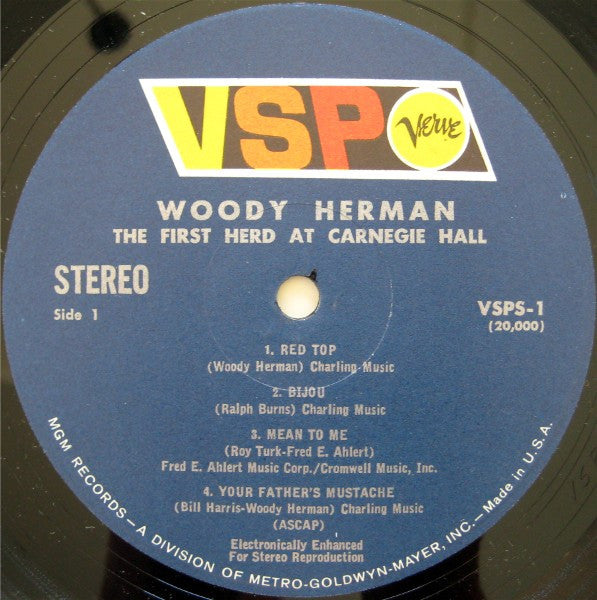 VSP
Verve
WOODY HERMAN
THE FIRST HERD AT CARNEGIE HALL
STEREO
Side 1
VSPS-1
(20,000)
1. RED TOP
(Woody Herman) Charling Music
2. BIJOU
(Ralph Burns) Charling Music
3. MEAN TO ME
(Roy Turk-Fred E. Ahlert)
Fred E. Ahlert Music Corp./Cromwell Music, Inc.
4. YOUR FATHER'S MUSTACHE
(Bill Harris-Woody Herman) Charling Music
(ASCAP)
Electronically Enhanced
For Stereo Reproduction
MGM RECORDS—A DIVISION OF METRO-GOLDWYN-MAYER, INC.—Made in U.S.A.